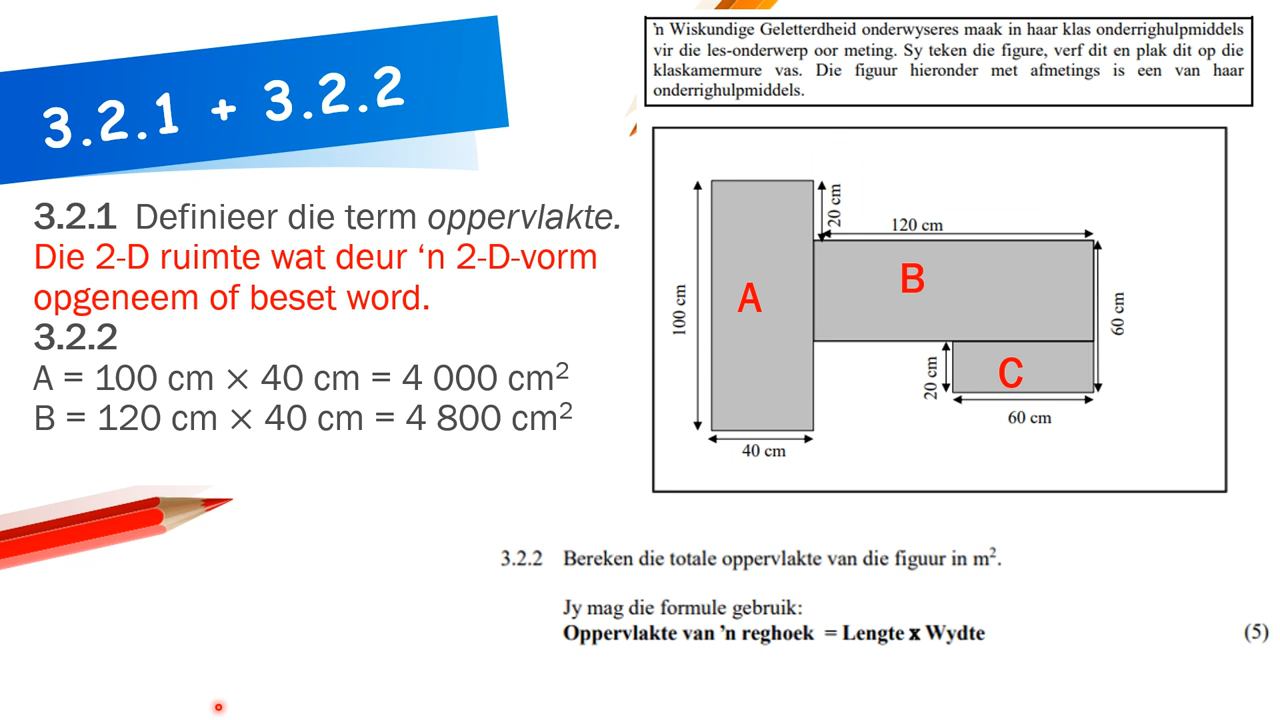 3.2.1 + 3.2.2
'n Wiskundige Geletterdheid onderwyseres maak in haar klas onderrighulpmiddels
vir die les-onderwerp oor meting. Sy teken die figure, verf dit en plak dit op die
klaskamermure vas. Die figuur hieronder met afmetings is een van haar
onderrighulpmiddels.
3.2.1 Definieer die term oppervlakte.
Die 2-D ruimte wat deur ‘n 2-D-vorm
opgeneem of beset word.
3.2.2
A = 100 cm × 40 cm = 4 000 cm²
B = 120 cm × 40 cm = 4 800 cm²
20 cm
120 cm
A
B
100 cm
60 cm
20 cm
C
60 cm
40 cm
3.2.2 Bereken die totale oppervlakte van die figuur in m².
Jy mag die formule gebruik:
Oppervlakte van 'n reghoek = Lengte x Wydte (5)